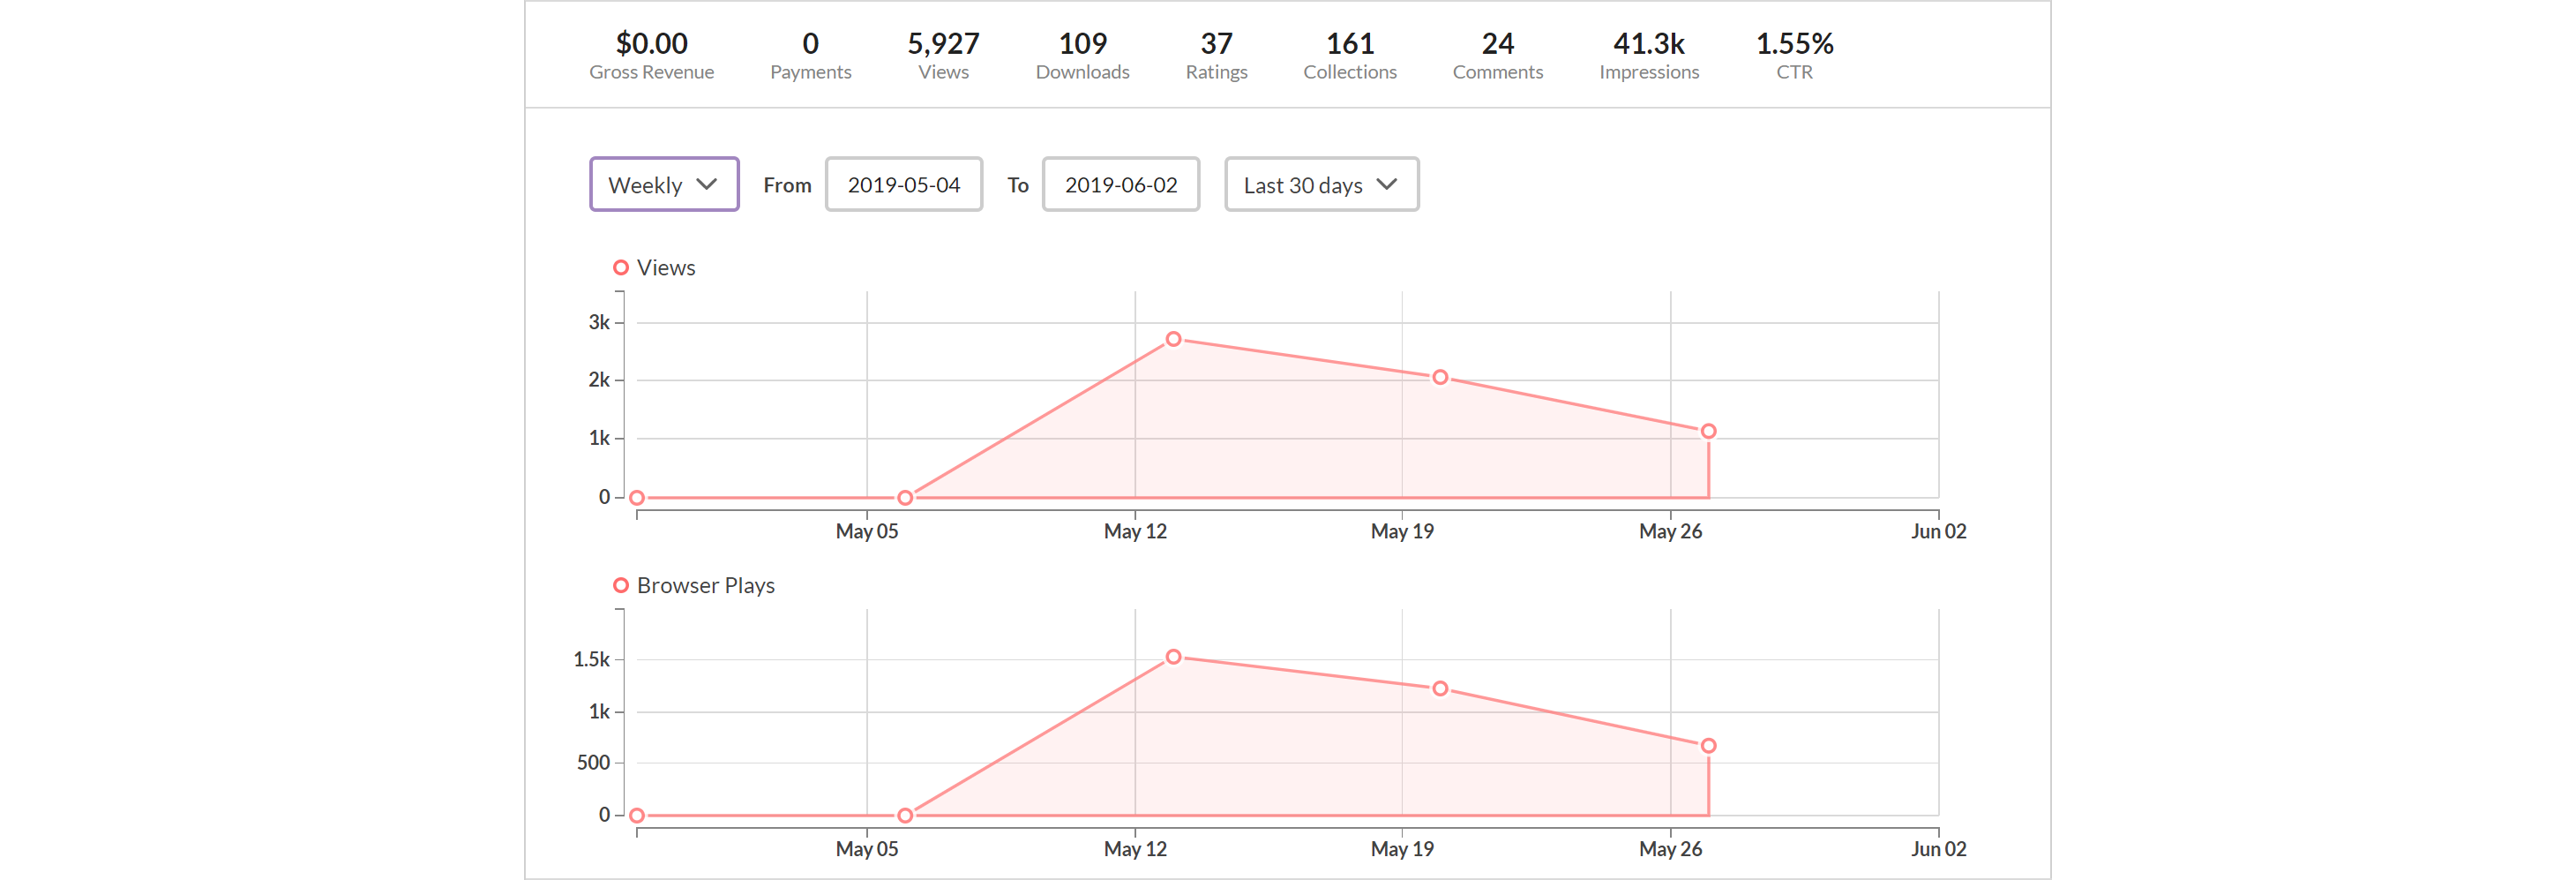 $0.00 0 5,927 109 37 161 24 41.3k 1.55%
Gross Revenue Payments Views Downloads Ratings Collections Comments Impressions CTR
Weekly From 2019-05-04 To 2019-06-02 Last 30 days
Views
3k
2k
1k
0
May 05 May 12 May 19 May 26 Jun 02
Browser Plays
1.5k
1k
500
0
May 05 May 12 May 19 May 26 Jun 02